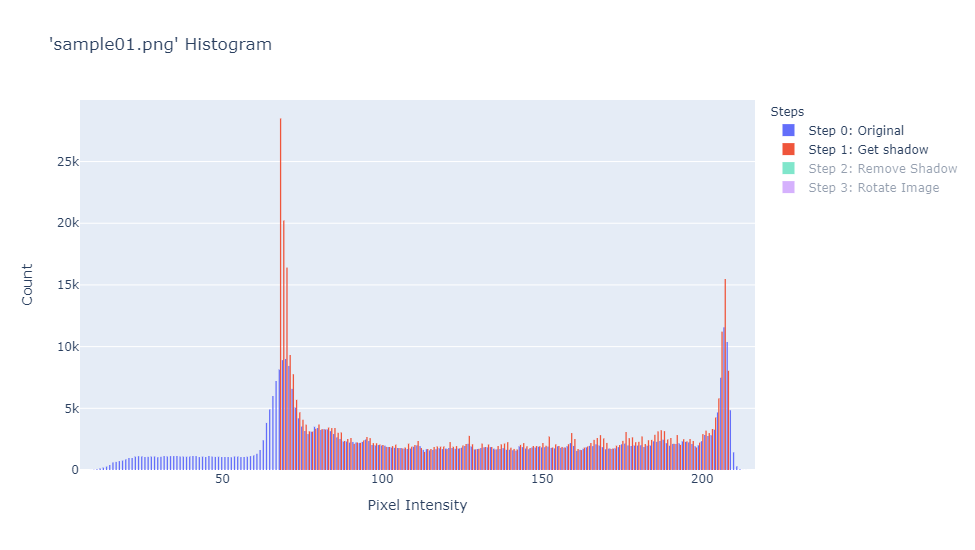 'sample01.png' Histogram
Steps
Step 0: Original
Step 1: Get shadow
Step 2: Remove Shadow
Step 3: Rotate Image
25k
20k
15k
10k
5k
0
Count
50
100
150
200
Pixel Intensity